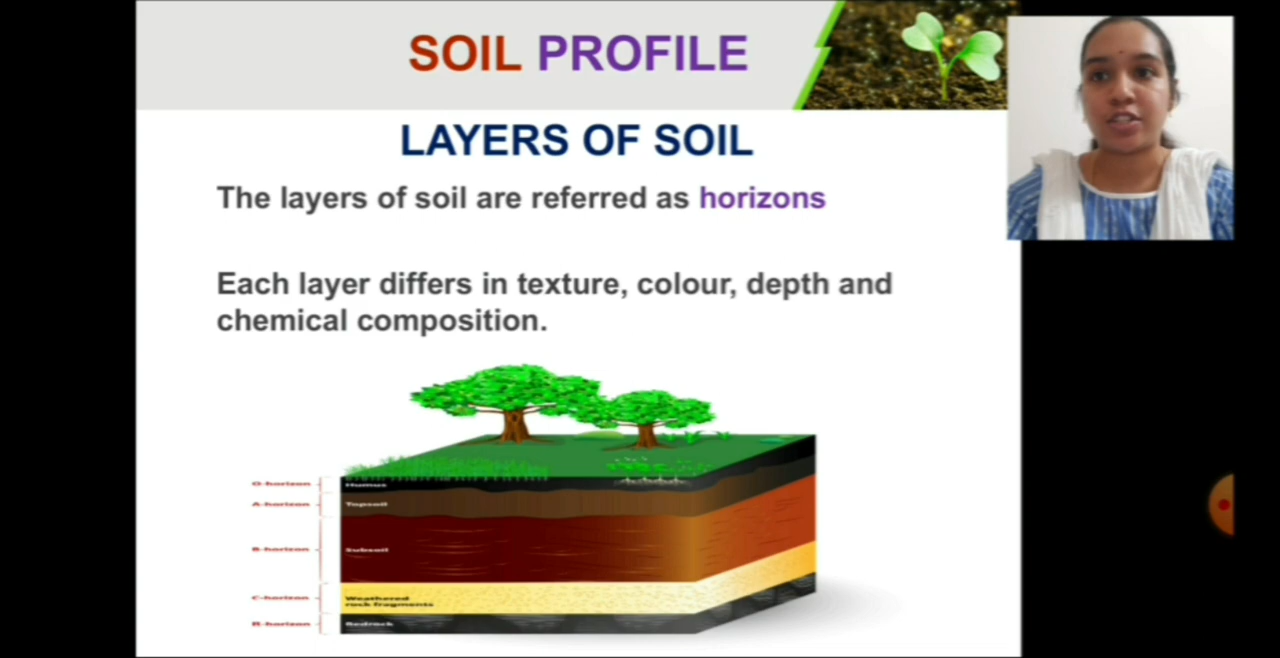 SOIL PROFILE
LAYERS OF SOIL
The layers of soil are referred as horizons
Each layer differs in texture, colour, depth and
chemical composition.
O-horizon
Humus
A-horizon
Topsoil
B-horizon
Subsoil
C-horizon
Weathered
rock fragments
R-horizon
Bedrock